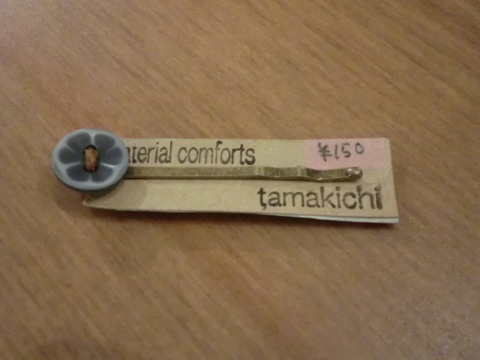 aterial comforts
¥150
tamakichi